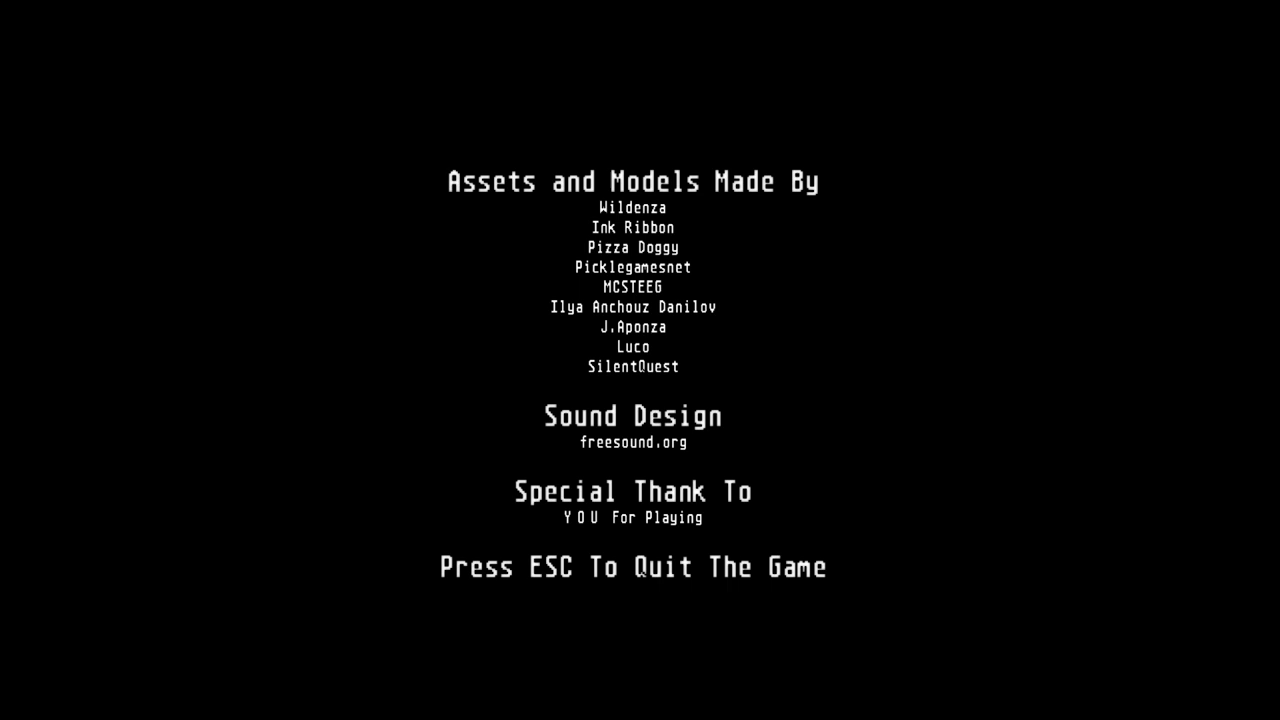 Assets and Models Made By
Wildenza
Ink Ribbon
Pizza Doggy
Picklegamesnet
MCSTEEG
Ilya Anchouz Danilov
J.Aponza
Luco
SilentQuest
Sound Design
freesound.org
Special Thank To
Y O U For Playing
Press ESC To Quit The Game